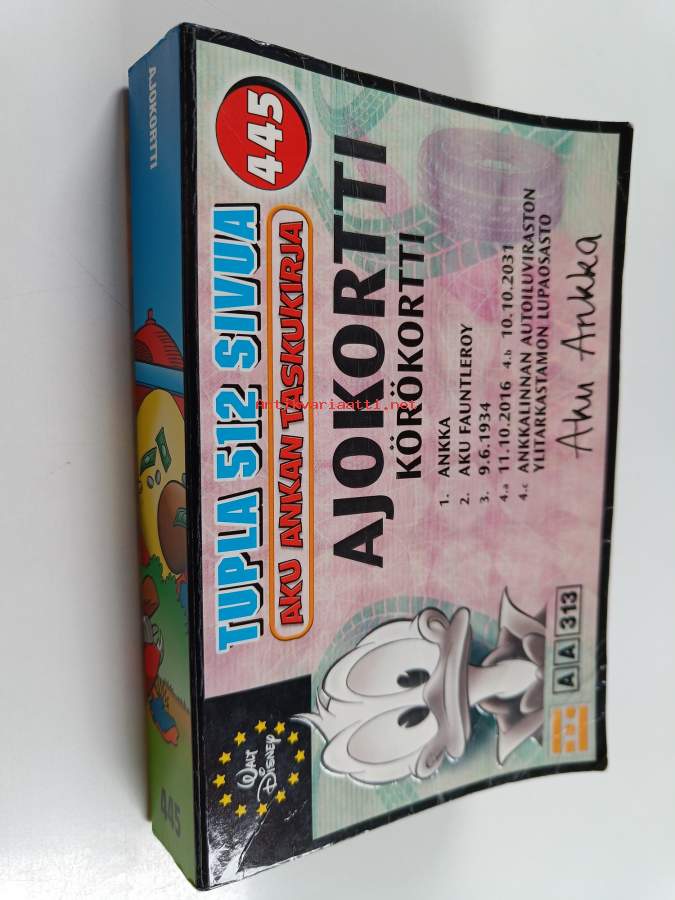 AJOKORTTI
445
TUPLA 512 SIVUA
445
AKU ANKAN TASKUKIRJA
AJOKORTTI
KÖRÖKORTTI
1. ANKKA
2. AKU FAUNTLEROY
3. 9.6.1934
4.a 11.10.2016 4.b 10.10.2031
4.c ANKKALINNAN AUTOILUVIRASTON
YLITARKASTAMON LUPAOSASTO
Aku Ankka
WALT
DISNEY
A A 313
Antikvariaatti.net